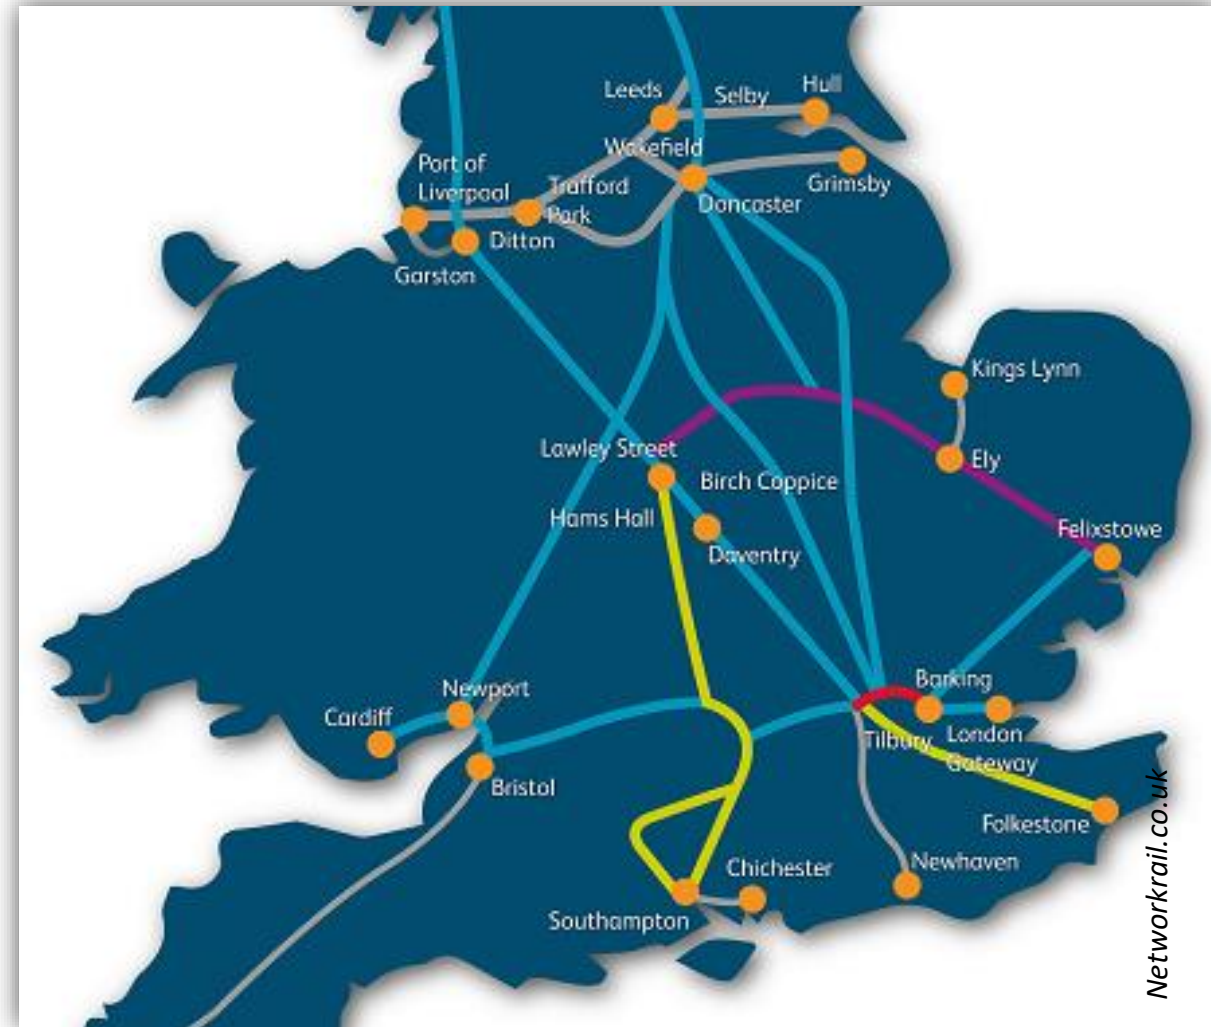 Leeds
Selby
Hull
Wakefield
Port of
Liverpool
Trafford
Park
Grimsby
Doncaster
Ditton
Garston
Kings Lynn
Lawley Street
Ely
Birch Coppice
Hams Hall
Felixstowe
Daventry
Newport
Barking
Cardiff
Tilbury
London
Gateway
Bristol
Folkestone
Newhaven
Chichester
Southampton
Networkrail.co.uk